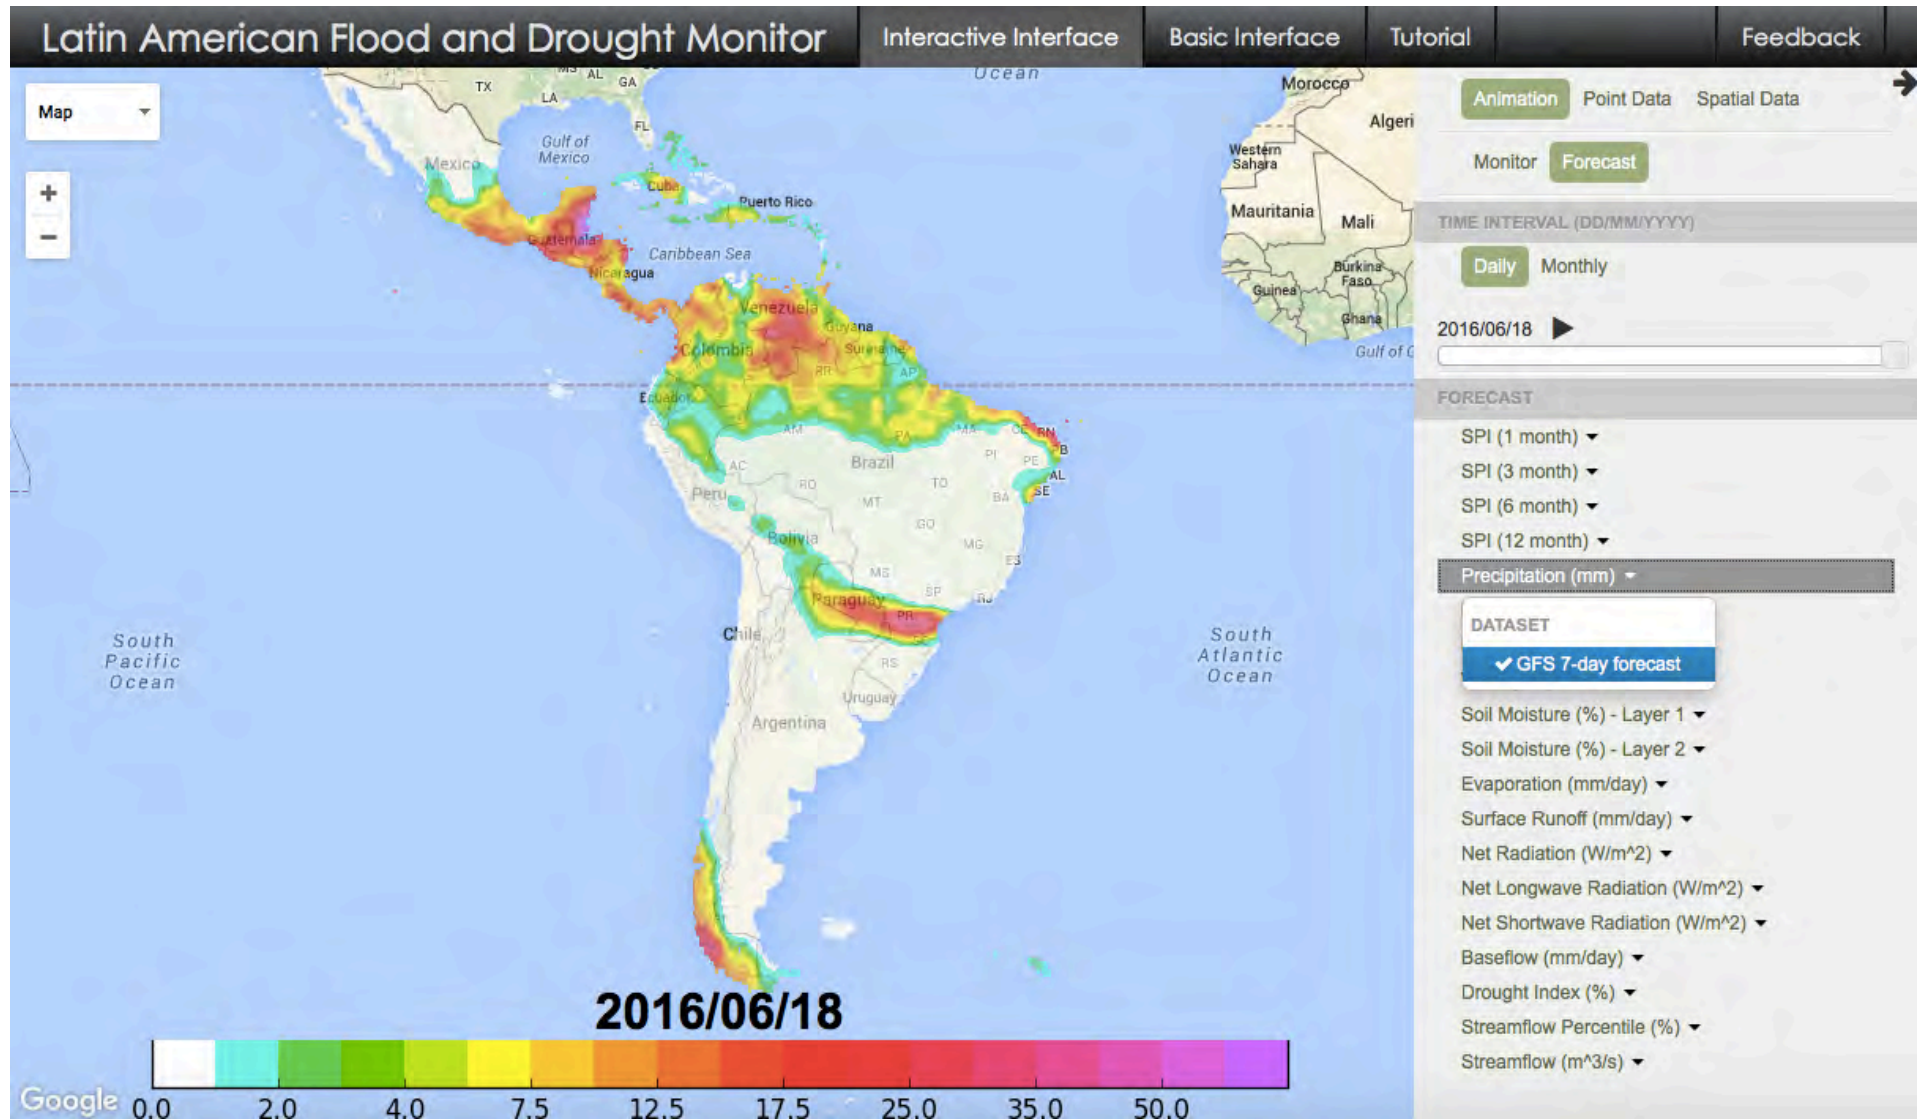 Latin American Flood and Drought Monitor
Interactive Interface
Basic Interface
Tutorial
Feedback
Map
+
−
Animation Point Data Spatial Data
Monitor Forecast
TIME INTERVAL (DD/MM/YYYY)
Daily Monthly
2016/06/18
FORECAST
SPI (1 month)
SPI (3 month)
SPI (6 month)
SPI (12 month)
Precipitation (mm)
DATASET
GFS 7-day forecast
Soil Moisture (%) - Layer 1
Soil Moisture (%) - Layer 2
Evaporation (mm/day)
Surface Runoff (mm/day)
Net Radiation (W/m^2)
Net Longwave Radiation (W/m^2)
Net Shortwave Radiation (W/m^2)
Baseflow (mm/day)
Drought Index (%)
Streamflow Percentile (%)
Streamflow (m^3/s)
Ocean
MS AL GA
TX
LA
FL
Gulf of
Mexico
Mexico
Cuba
Puerto Rico
Guatemala
Caribbean Sea
Nicaragua
Venezuela
Guyana
Colombia
Suriname
RR
AP
Ecuador
AM
PA
MA
CE
RN
PB
PI
PE
AL
SE
AC
Brazil
RO
TO
BA
Peru
MT
GO
Bolivia
MG
ES
MS
SP
RJ
Paraguay
PR
SC
Chile
RS
Uruguay
Argentina
Morocco
Western
Sahara
Mauritania
Mali
Burkina
Faso
Guinea
Ghana
South
Pacific
Ocean
South
Atlantic
Ocean
2016/06/18
Google
0.0 2.0 4.0 7.5 12.5 17.5 25.0 35.0 50.0